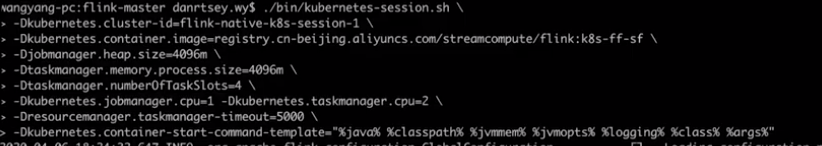 wangyang-pc:flink-master danrtsey.wy$ ./bin/kubernetes-session.sh \
> -Dkubernetes.cluster-id=flink-native-k8s-session-1 \
> -Dkubernetes.container.image=registry.cn-beijing.aliyuncs.com/streamcompute/flink:k8s-ff-sf \
> -Djobmanager.heap.size=4096m \
> -Dtaskmanager.memory.process.size=4096m \
> -Dtaskmanager.numberOfTaskSlots=4 \
> -Dkubernetes.jobmanager.cpu=1 -Dkubernetes.taskmanager.cpu=2 \
> -Dresourcemanager.taskmanager-timeout=5000 \
> -Dkubernetes.container-start-command-template="%java% %classpath% %jvmmem% %jvmopts% %logging% %class% %args%"